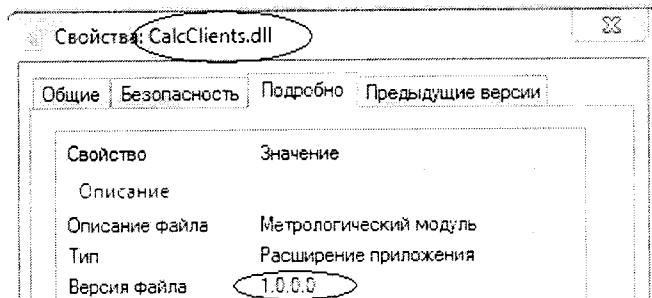 Свойства: CalcClients.dll
Общие Безопасность Подробно Предыдущие версии
Свойство Значение
Описание
Описание файла Метрологический модуль
Тип Расширение приложения
Версия файла 1.0.0.0